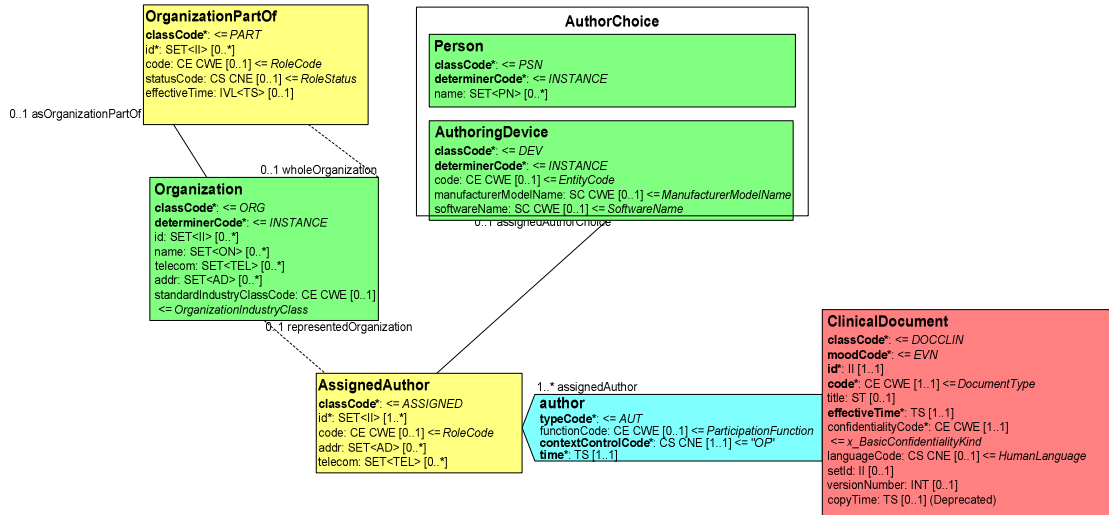 OrganizationPartOf
classCode*: <= PART
id*: SET<II> [0..*]
code: CE CWE [0..1] <= RoleCode
statusCode: CS CNE [0..1] <= RoleStatus
effectiveTime: IVL<TS> [0..1]
0..1 asOrganizationPartOf
0..1 wholeOrganization
Organization
classCode*: <= ORG
determinerCode*: <= INSTANCE
id: SET<II> [0..*]
name: SET<ON> [0..*]
telecom: SET<TEL> [0..*]
addr: SET<AD> [0..*]
standardIndustryClassCode: CE CWE [0..1]
<= OrganizationIndustryClass
0..1 representedOrganization
AuthorChoice
Person
classCode*: <= PSN
determinerCode*: <= INSTANCE
name: SET<PN> [0..*]
AuthoringDevice
classCode*: <= DEV
determinerCode*: <= INSTANCE
code: CE CWE [0..1] <= EntityCode
manufacturerModelName: SC CWE [0..1] <= ManufacturerModelName
softwareName: SC CWE [0..1] <= SoftwareName
0..1 assignedAuthorChoice
AssignedAuthor
classCode*: <= ASSIGNED
id*: SET<II> [1..*]
code: CE CWE [0..1] <= RoleCode
addr: SET<AD> [0..*]
telecom: SET<TEL> [0..*]
1..* assignedAuthor
author
typeCode*: <= AUT
functionCode: CE CWE [0..1] <= ParticipationFunction
contextControlCode*: CS CNE [1..1] <= "OP"
time*: TS [1..1]
ClinicalDocument
classCode*: <= DOCCLIN
moodCode*: <= EVN
id*: II [1..1]
code*: CE CWE [1..1] <= DocumentType
title: ST [0..1]
effectiveTime*: TS [1..1]
confidentialityCode*: CE CWE [1..1]
<= x_BasicConfidentialityKind
languageCode: CS CNE [0..1] <= HumanLanguage
setId: II [0..1]
versionNumber: INT [0..1]
copyTime: TS [0..1] (Deprecated)